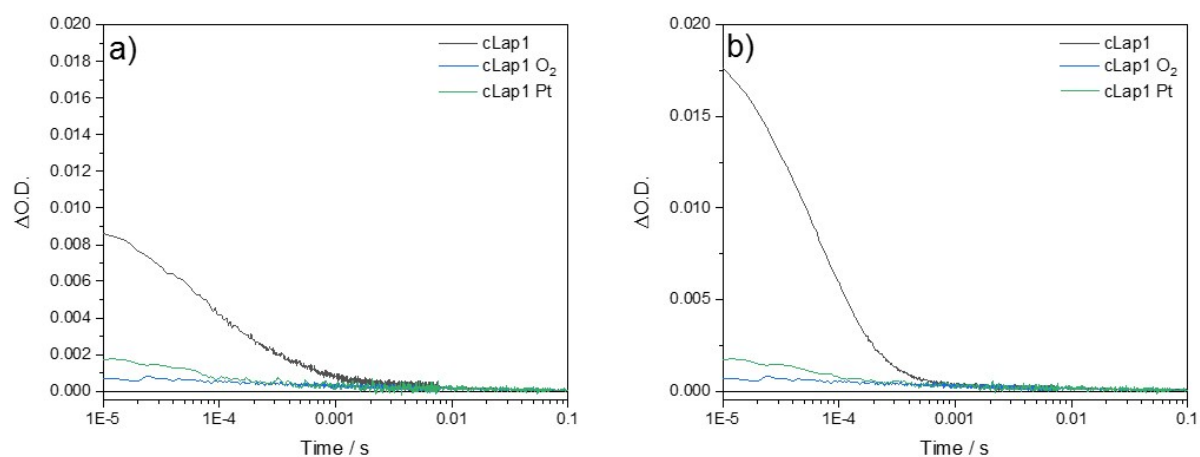 a)
0.020
0.018
0.016
0.014
0.012
0.010
0.008
0.006
0.004
0.002
0.000
ΔO.D.
1E-5
1E-4
0.001
0.01
0.1
Time / s
cLap1
cLap1 O₂
cLap1 Pt
b)
0.020
0.015
0.010
0.005
0.000
ΔO.D.
1E-5
1E-4
0.001
0.01
0.1
Time / s
cLap1
cLap1 O₂
cLap1 Pt